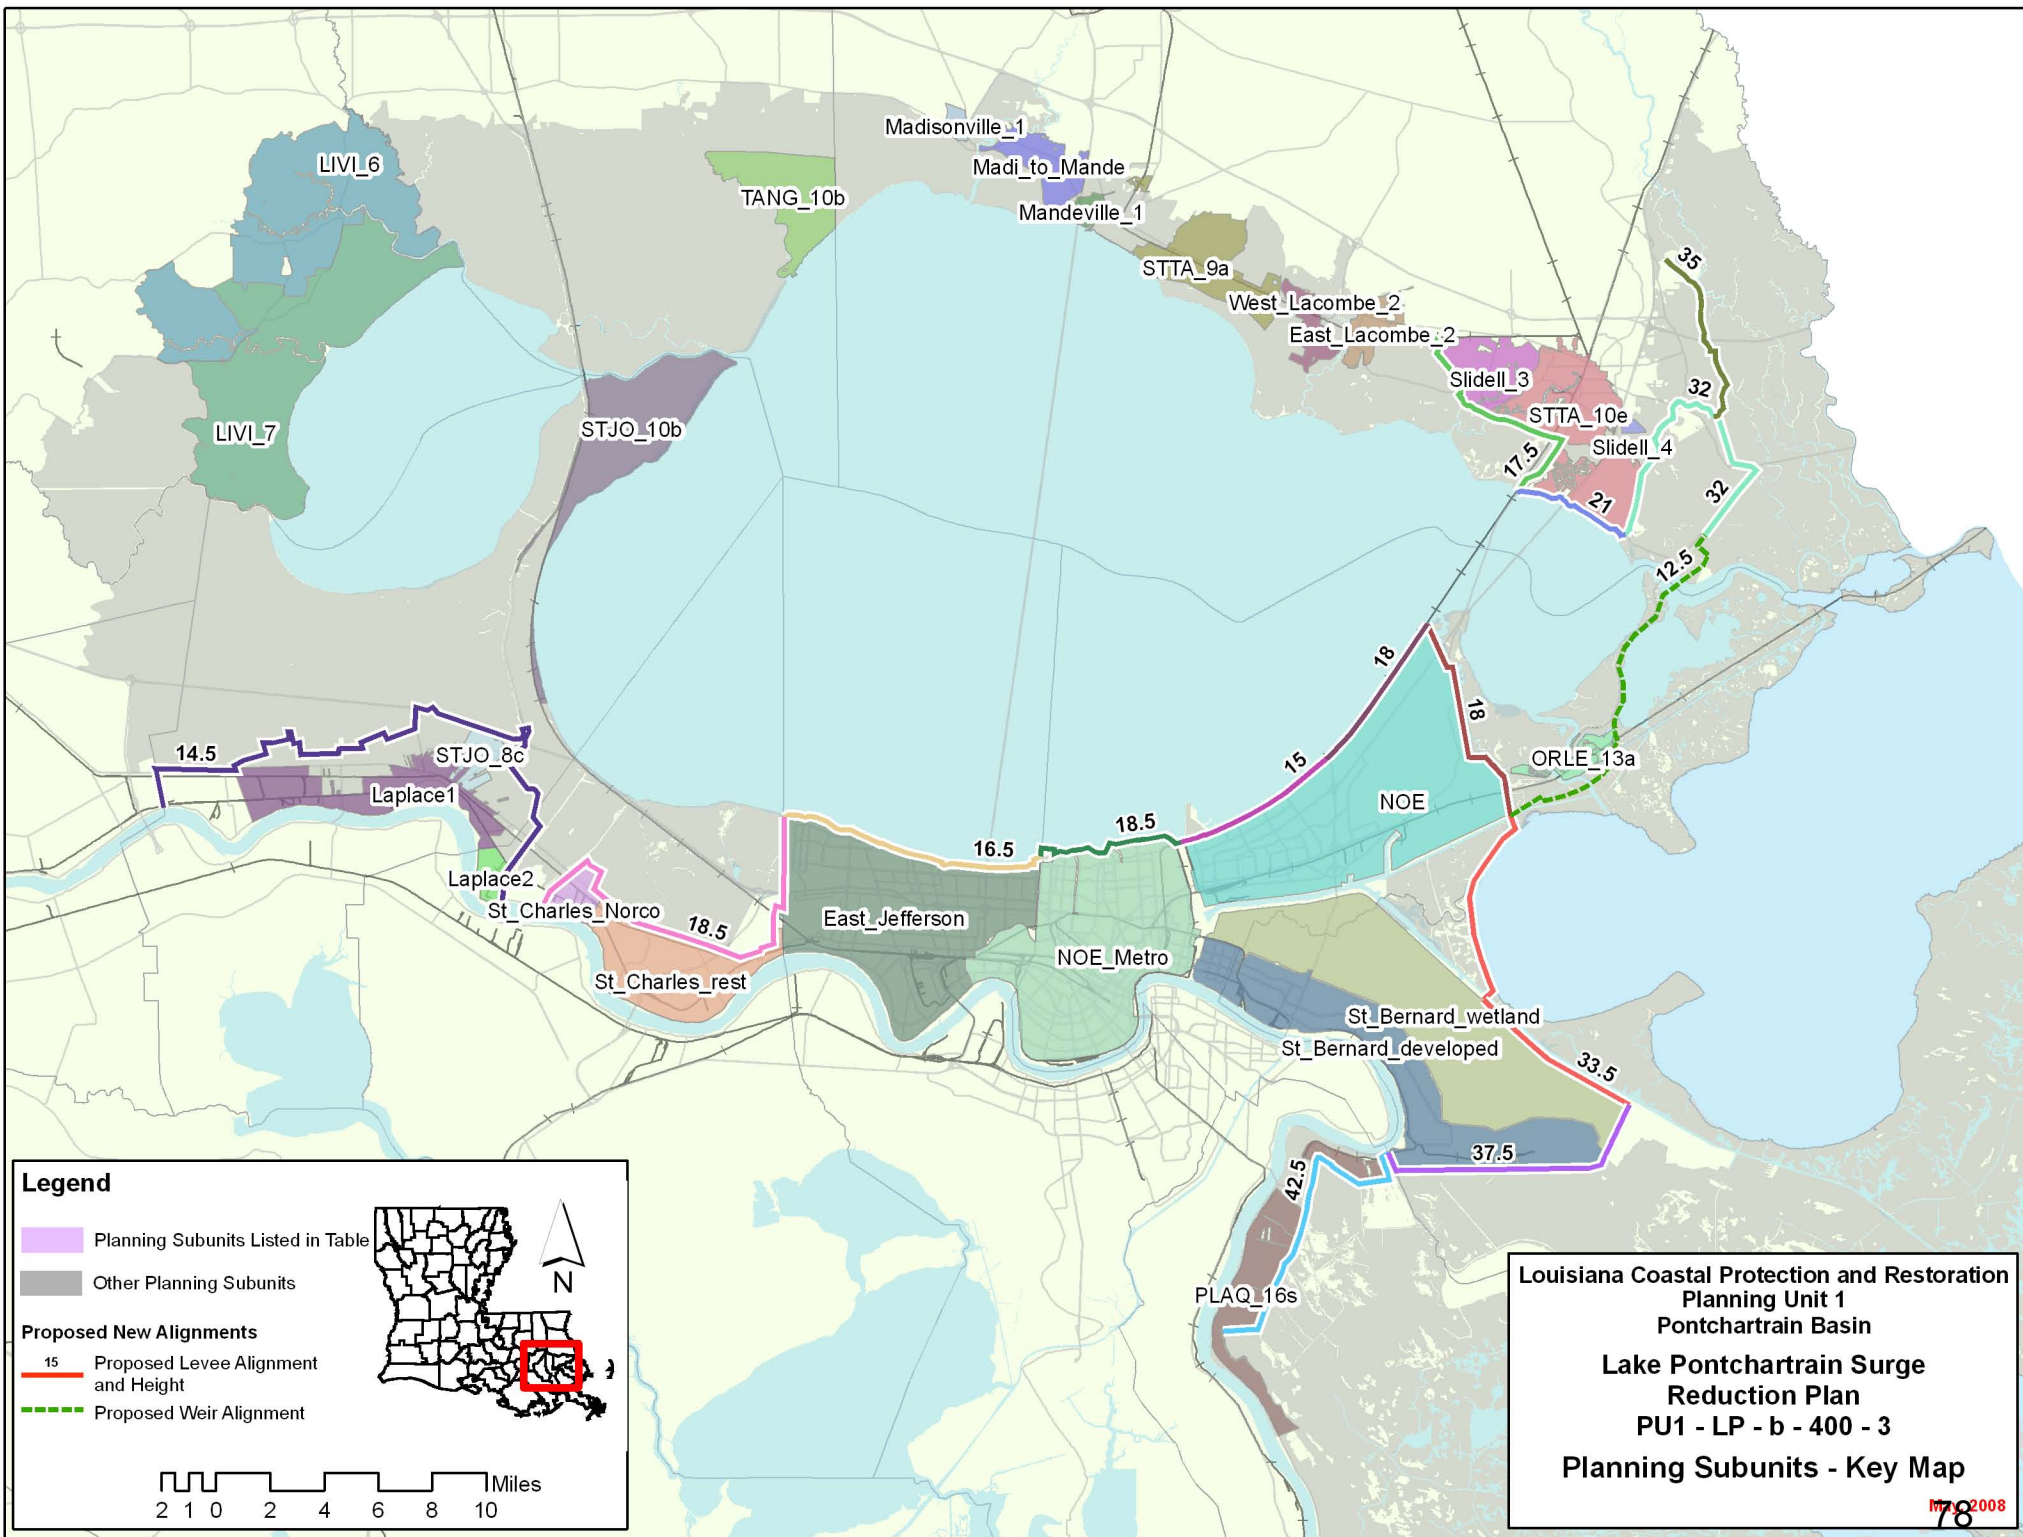 Madisonville_1
LIVI_6
Madi_to_Mande
TANG_10b
Mandeville_1
35
STTA_9a
West_Lacombe_2
East_Lacombe_2
Slidell_3
32
STTA_10e
LIVI_7
STJO_10b
Slidell_4
17.5
32
21
12.5
18
18
14.5
STJO_8c
15
ORLE_13a
Laplace1
NOE
18.5
16.5
Laplace2
St_Charles_Norco
18.5
East_Jefferson
NOE_Metro
St_Charles_rest
St_Bernard_wetland
St_Bernard_developed
33.5
37.5
42.5
PLAQ_16s
Legend
Planning Subunits Listed in Table
Other Planning Subunits
Proposed New Alignments
15 Proposed Levee Alignment
and Height
Proposed Weir Alignment
N
Miles
2 1 0 2 4 6 8 10
Louisiana Coastal Protection and Restoration
Planning Unit 1
Pontchartrain Basin
Lake Pontchartrain Surge
Reduction Plan
PU1 - LP - b - 400 - 3
Planning Subunits - Key Map
May, 2008
78